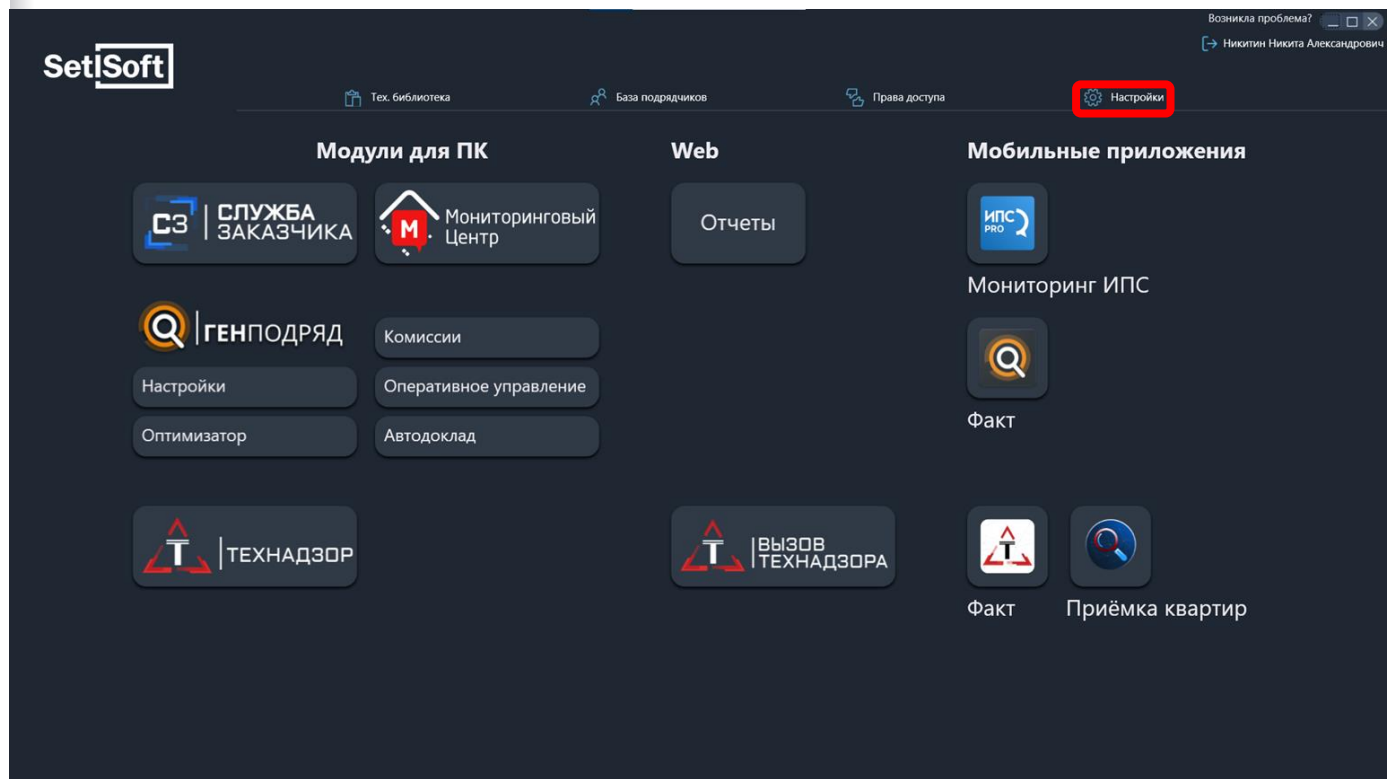 Возникла проблема?
Никитин Никита Александрович
SetlSoft
Тех. библиотека
База подрядчиков
Права доступа
Настройки
Модули для ПК
Web
Мобильные приложения
СЗ
СЛУЖБА
ЗАКАЗЧИКА
М
Мониторинговый
Центр
Отчеты
ИПС
PRO
Мониторинг ИПС
ГЕНПОДРЯД
Комиссии
Настройки
Оперативное управление
Оптимизатор
Автодоклад
Факт
Т
ТЕХНАДЗОР
Т
ВЫЗОВ
ТЕХНАДЗОРА
Т
Факт
Приёмка квартир